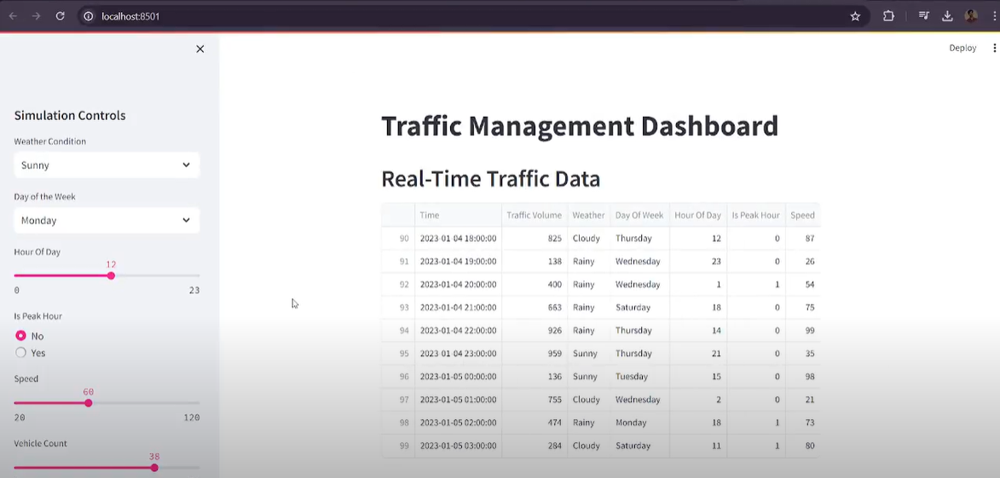 localhost:8501
Deploy
Simulation Controls
Weather Condition
Sunny
Day of the Week
Monday
Hour Of Day
12
0 23
Is Peak Hour
No
Yes
Speed
60
20 120
Vehicle Count
38
Traffic Management Dashboard
Real-Time Traffic Data
Time Traffic Volume Weather Day Of Week Hour Of Day Is Peak Hour Speed
90 2023-01-04 18:00:00 825 Cloudy Thursday 12 0 87
91 2023-01-04 19:00:00 138 Rainy Wednesday 23 0 26
92 2023-01-04 20:00:00 400 Rainy Wednesday 1 1 54
93 2023-01-04 21:00:00 663 Rainy Saturday 18 0 75
94 2023-01-04 22:00:00 926 Rainy Thursday 14 0 99
95 2023-01-04 23:00:00 959 Sunny Thursday 21 0 35
96 2023-01-05 00:00:00 136 Sunny Tuesday 15 0 98
97 2023-01-05 01:00:00 755 Cloudy Wednesday 2 0 21
98 2023-01-05 02:00:00 474 Rainy Monday 18 1 73
99 2023-01-05 03:00:00 284 Cloudy Saturday 11 1 80